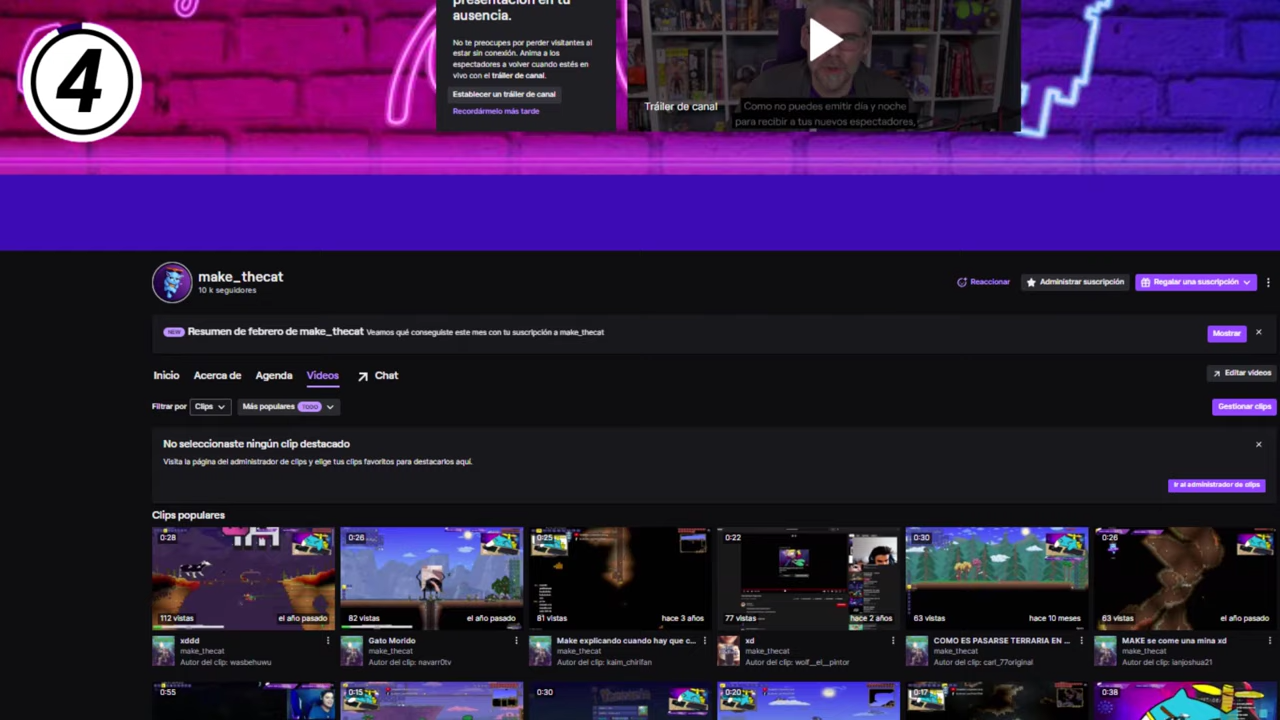 presentación en tu
ausencia.
No te preocupes por perder visitantes al
estar sin conexión. Anima a los
espectadores a volver cuando estés en
vivo con el tráiler de canal.
Establecer un tráiler de canal
Recordármelo más tarde
4
Tráiler de canal
Como no puedes emitir día y noche
para recibir a tus nuevos espectadores,
make_thecat
10 k seguidores
Reaccionar
Administrar suscripción
Regalar una suscripción
NEW Resumen de febrero de make_thecat Veamos qué conseguiste este mes con tu suscripción a make_thecat
Mostrar
Inicio Acerca de Agenda Videos Chat
Editar videos
Filtrar por Clips Más populares TODO
Gestionar clips
No seleccionaste ningún clip destacado
Visita la página del administrador de clips y elige tus clips favoritos para destacarlos aquí.
Ir al administrador de clips
Clips populares
0:28
112 vistas el año pasado
xddd
make_thecat
Autor del clip: wasbehuwu
0:26
82 vistas el año pasado
Gato Morido
make_thecat
Autor del clip: navarr0tv
0:25
81 vistas hace 3 años
Make explicando cuando hay que c...
make_thecat
Autor del clip: kaim_chirifan
0:22
77 vistas hace 2 años
xd
make_thecat
Autor del clip: wolf__el__pintor
0:30
63 vistas hace 10 meses
COMO ES PASARSE TERRARIA EN ...
make_thecat
Autor del clip: carl_77original
0:26
63 vistas el año pasado
MAKE se come una mina xd
make_thecat
Autor del clip: ianjoshua21
0:55
0:15
0:30
0:20
0:17
0:38